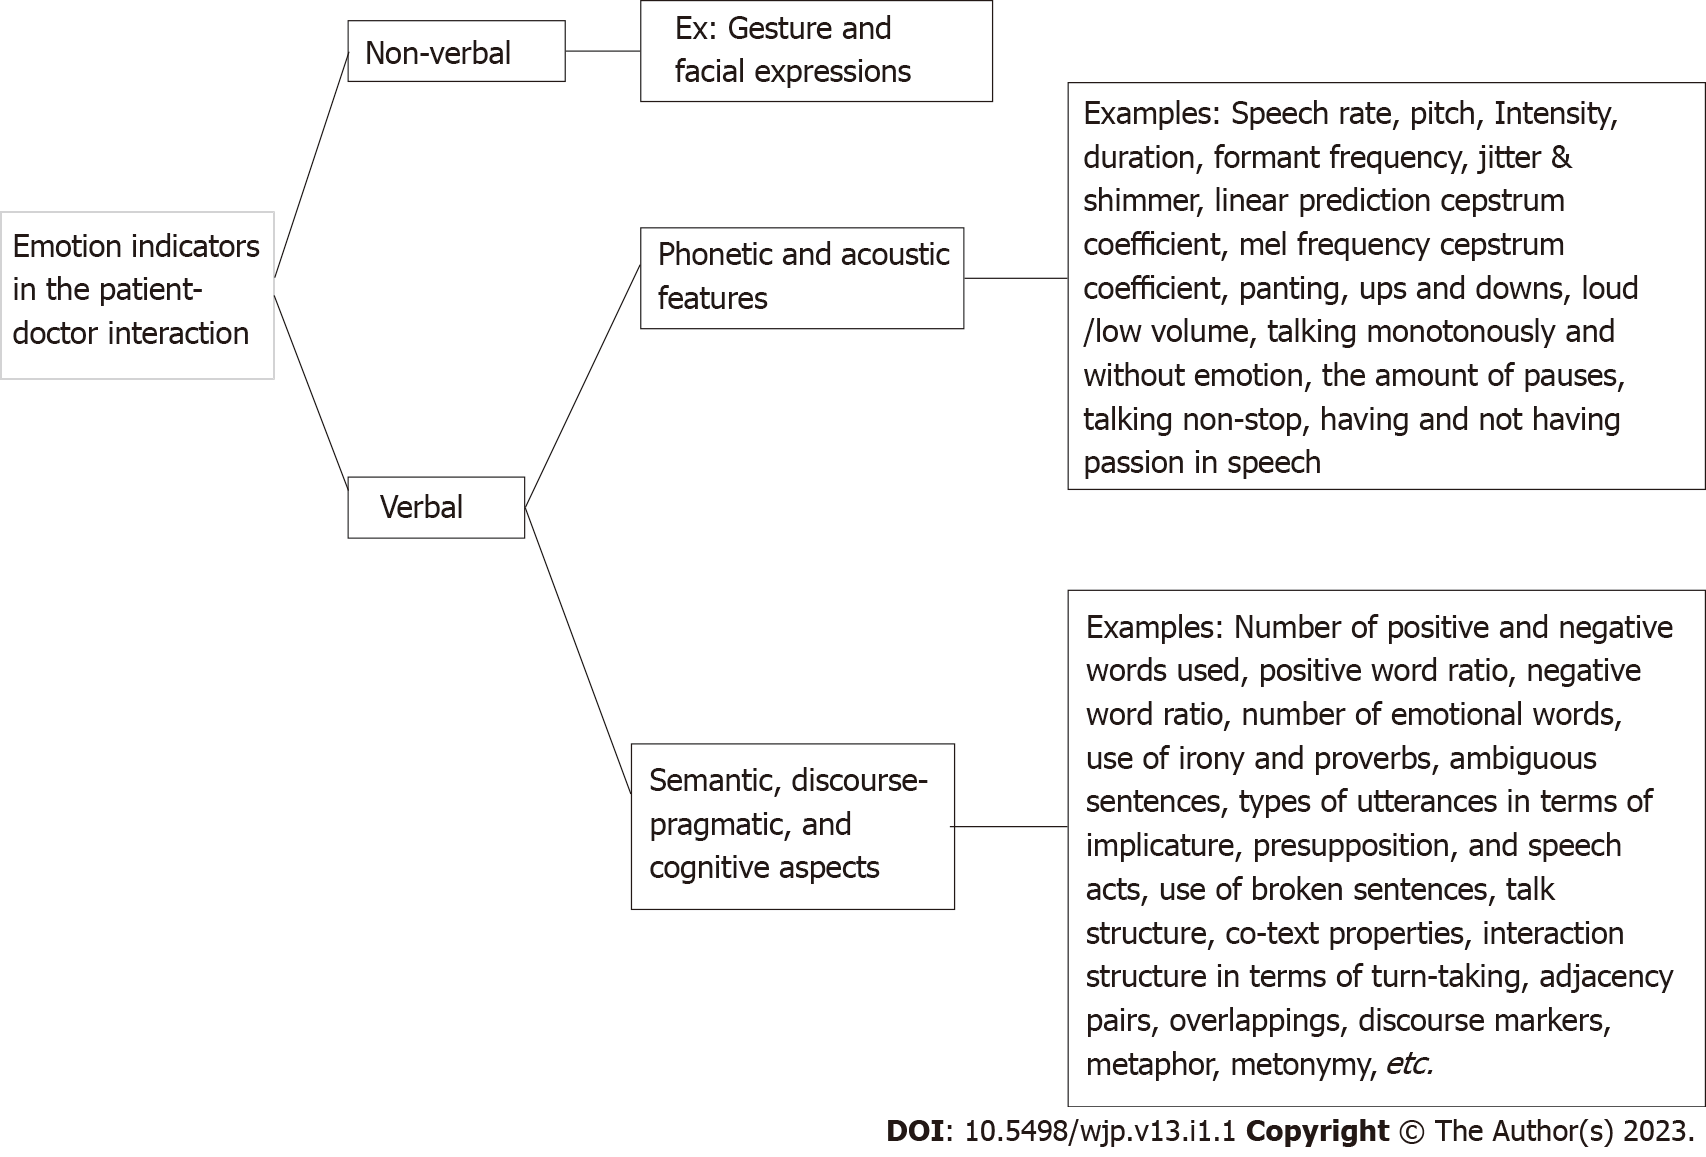 Non-verbal
Ex: Gesture and
facial expressions
Emotion indicators
in the patient-
doctor interaction
Phonetic and acoustic
features
Examples: Speech rate, pitch, Intensity,
duration, formant frequency, jitter &
shimmer, linear prediction cepstrum
coefficient, mel frequency cepstrum
coefficient, panting, ups and downs, loud
/low volume, talking monotonously and
without emotion, the amount of pauses,
talking non-stop, having and not having
passion in speech
Verbal
Semantic, discourse-
pragmatic, and
cognitive aspects
Examples: Number of positive and negative
words used, positive word ratio, negative
word ratio, number of emotional words,
use of irony and proverbs, ambiguous
sentences, types of utterances in terms of
implicature, presupposition, and speech
acts, use of broken sentences, talk
structure, co-text properties, interaction
structure in terms of turn-taking, adjacency
pairs, overlappings, discourse markers,
metaphor, metonymy, etc.
DOI: 10.5498/wjp.v13.i1.1 Copyright © The Author(s) 2023.